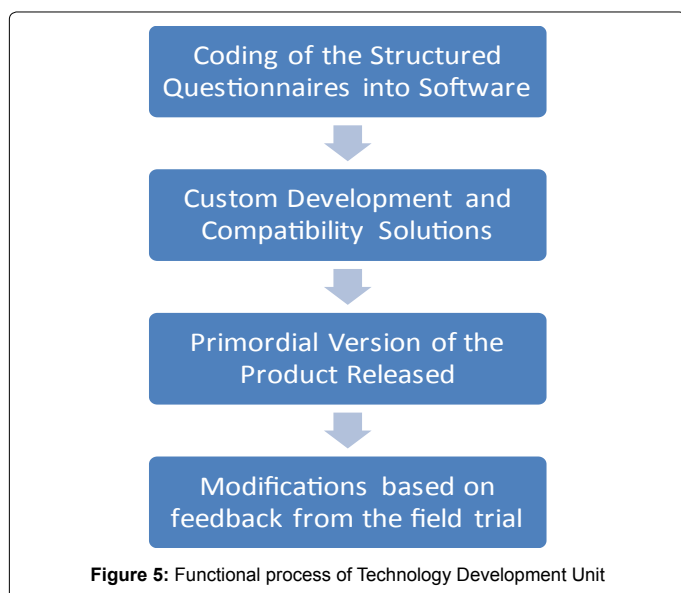 Coding of the Structured
Questionnaires into Software
Custom Development and
Compatibility Solutions
Primordial Version of the
Product Released
Modifications based on
feedback from the field trial
Figure 5: Functional process of Technology Development Unit